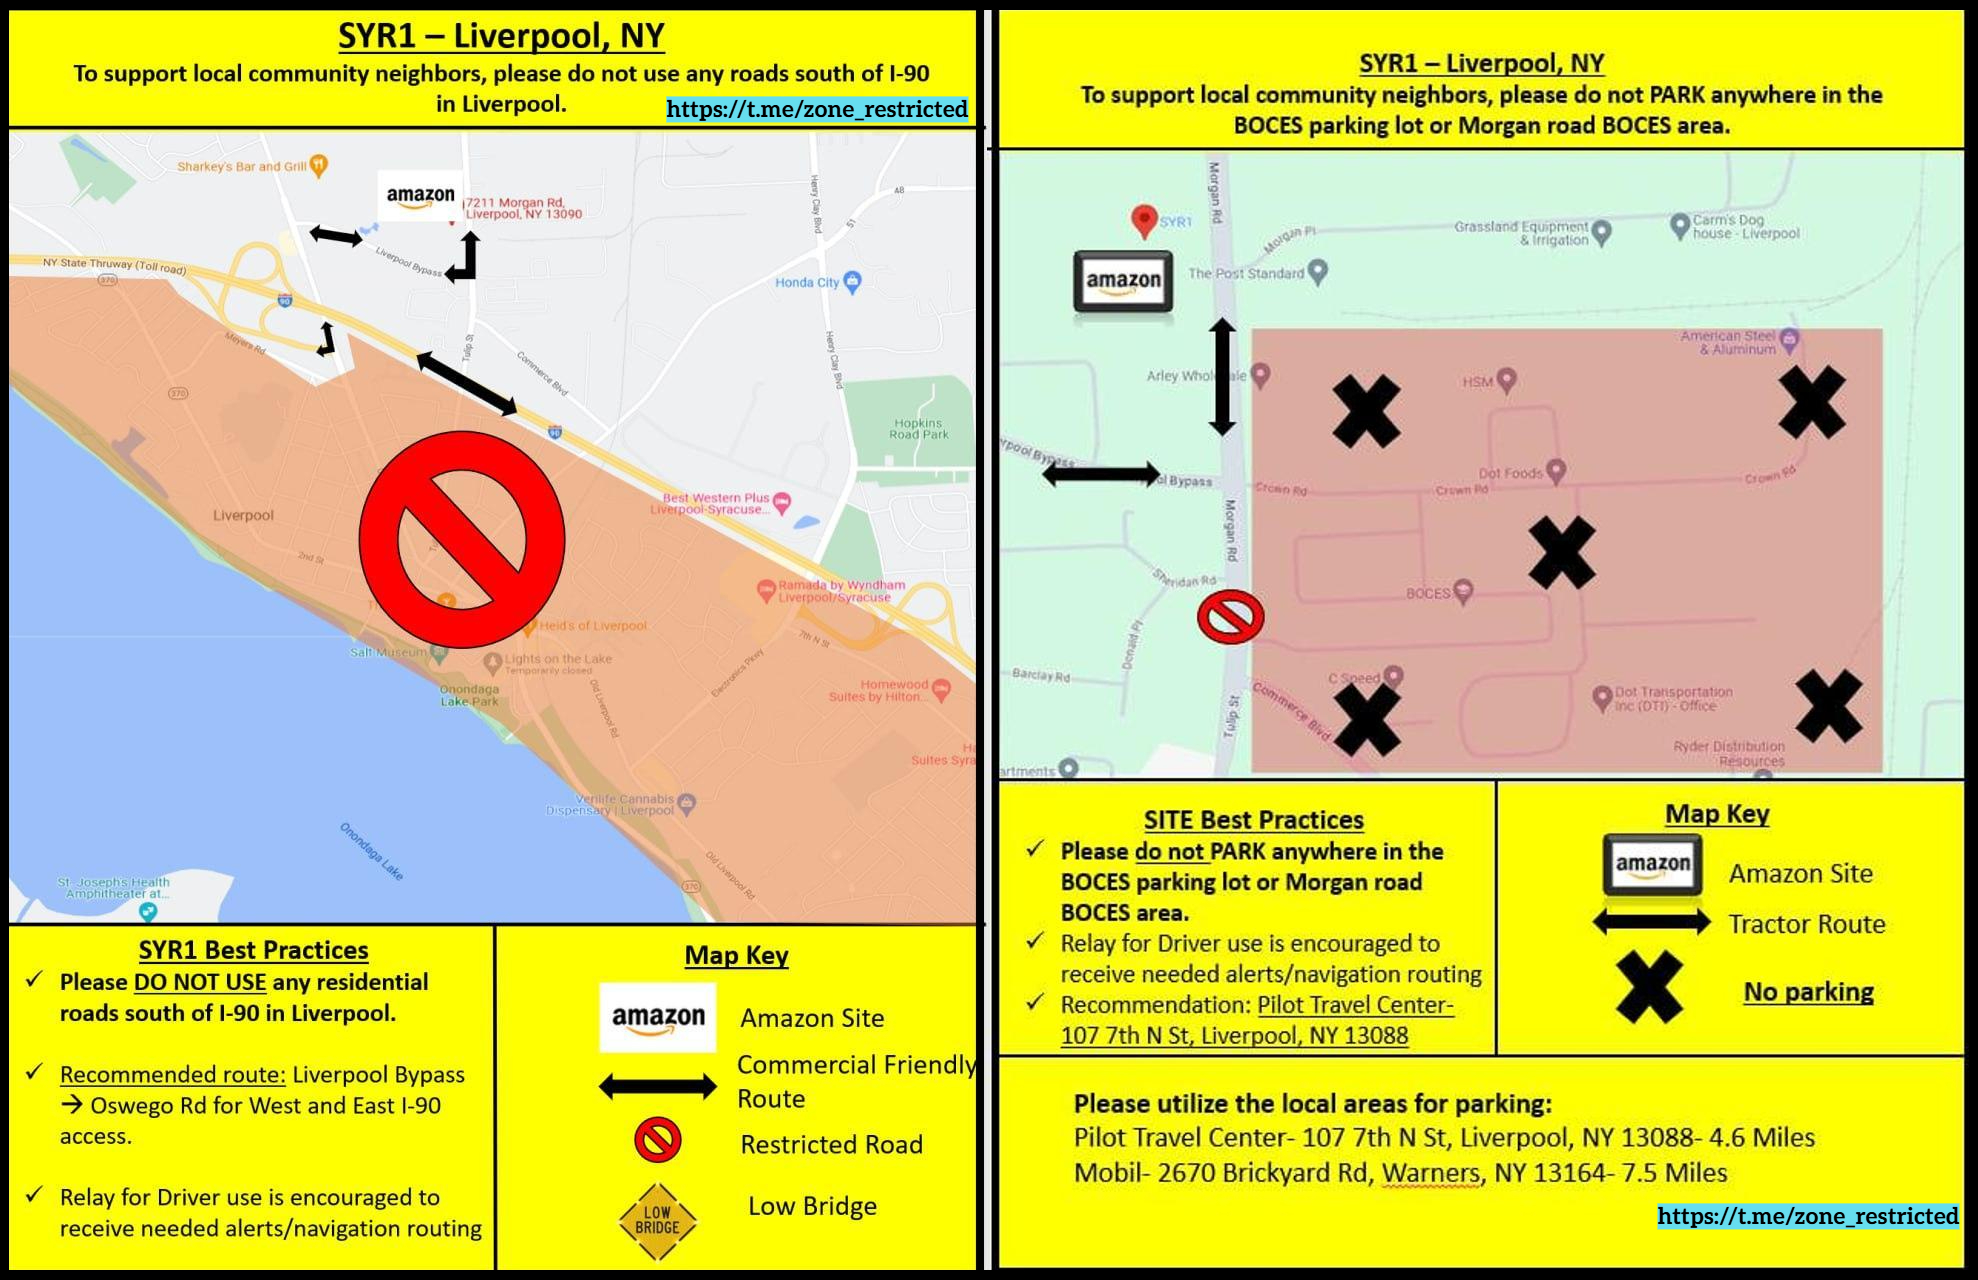 SYR1 – Liverpool, NY
To support local community neighbors, please do not use any roads south of I-90
in Liverpool.
https://t.me/zone_restricted
Sharkey's Bar and Grill
amazon
7211 Morgan Rd,
Liverpool, NY 13090
Henry Clay Blvd
48
51
Liverpool Bypass
NY State Thruway (Toll road)
370
90
Honda City
Meyers Rd
Tulip St
Commerce Blvd
Henry Clay Blvd
370
90
Hopkins
Road Park
Best Western Plus
Liverpool-Syracuse...
Liverpool
2nd St
Ramada by Wyndham
Liverpool/Syracuse
Heid's of Liverpool
7th N St
Salt Museum
Lights on the Lake
Temporarily closed
Electronics Pkwy
Onondaga
Lake Park
Old Liverpool Rd
Homewood
Suites by Hilton...
Ha
Suites Syra
Verilife Cannabis
Dispensary | Liverpool
Onondaga Lake
Old Liverpool Rd
370
St. Joseph's Health
Amphitheater at...
SYR1 Best Practices
✓ Please DO NOT USE any residential
roads south of I-90 in Liverpool.
✓ Recommended route: Liverpool Bypass
→ Oswego Rd for West and East I-90
access.
✓ Relay for Driver use is encouraged to
receive needed alerts/navigation routing
Map Key
amazon
Amazon Site
Commercial Friendly
Route
Restricted Road
LOW
BRIDGE
Low Bridge
SYR1 – Liverpool, NY
To support local community neighbors, please do not PARK anywhere in the
BOCES parking lot or Morgan road BOCES area.
Morgan Rd
SYR1
Morgan Pl
Grassland Equipment
& Irrigation
Carm's Dog
house - Liverpool
amazon
The Post Standard
American Steel
& Aluminum
Arley Wholesale
HSM
rpool Bypass
ol Bypass
Dot Foods
Crown Rd
Crown Rd
Crown Rd
Morgan Rd
Sheridan Rd
BOCES
Donald Pl
Barclay Rd
C Speed
Commerce Blvd
Tulip St
Dot Transportation
Inc (DTI) - Office
Ryder Distribution
Resources
artments
SITE Best Practices
✓ Please do not PARK anywhere in the
BOCES parking lot or Morgan road
BOCES area.
✓ Relay for Driver use is encouraged to
receive needed alerts/navigation routing
✓ Recommendation: Pilot Travel Center-
107 7th N St, Liverpool, NY 13088
Map Key
amazon
Amazon Site
Tractor Route
No parking
Please utilize the local areas for parking:
Pilot Travel Center- 107 7th N St, Liverpool, NY 13088- 4.6 Miles
Mobil- 2670 Brickyard Rd, Warners, NY 13164- 7.5 Miles
https://t.me/zone_restricted